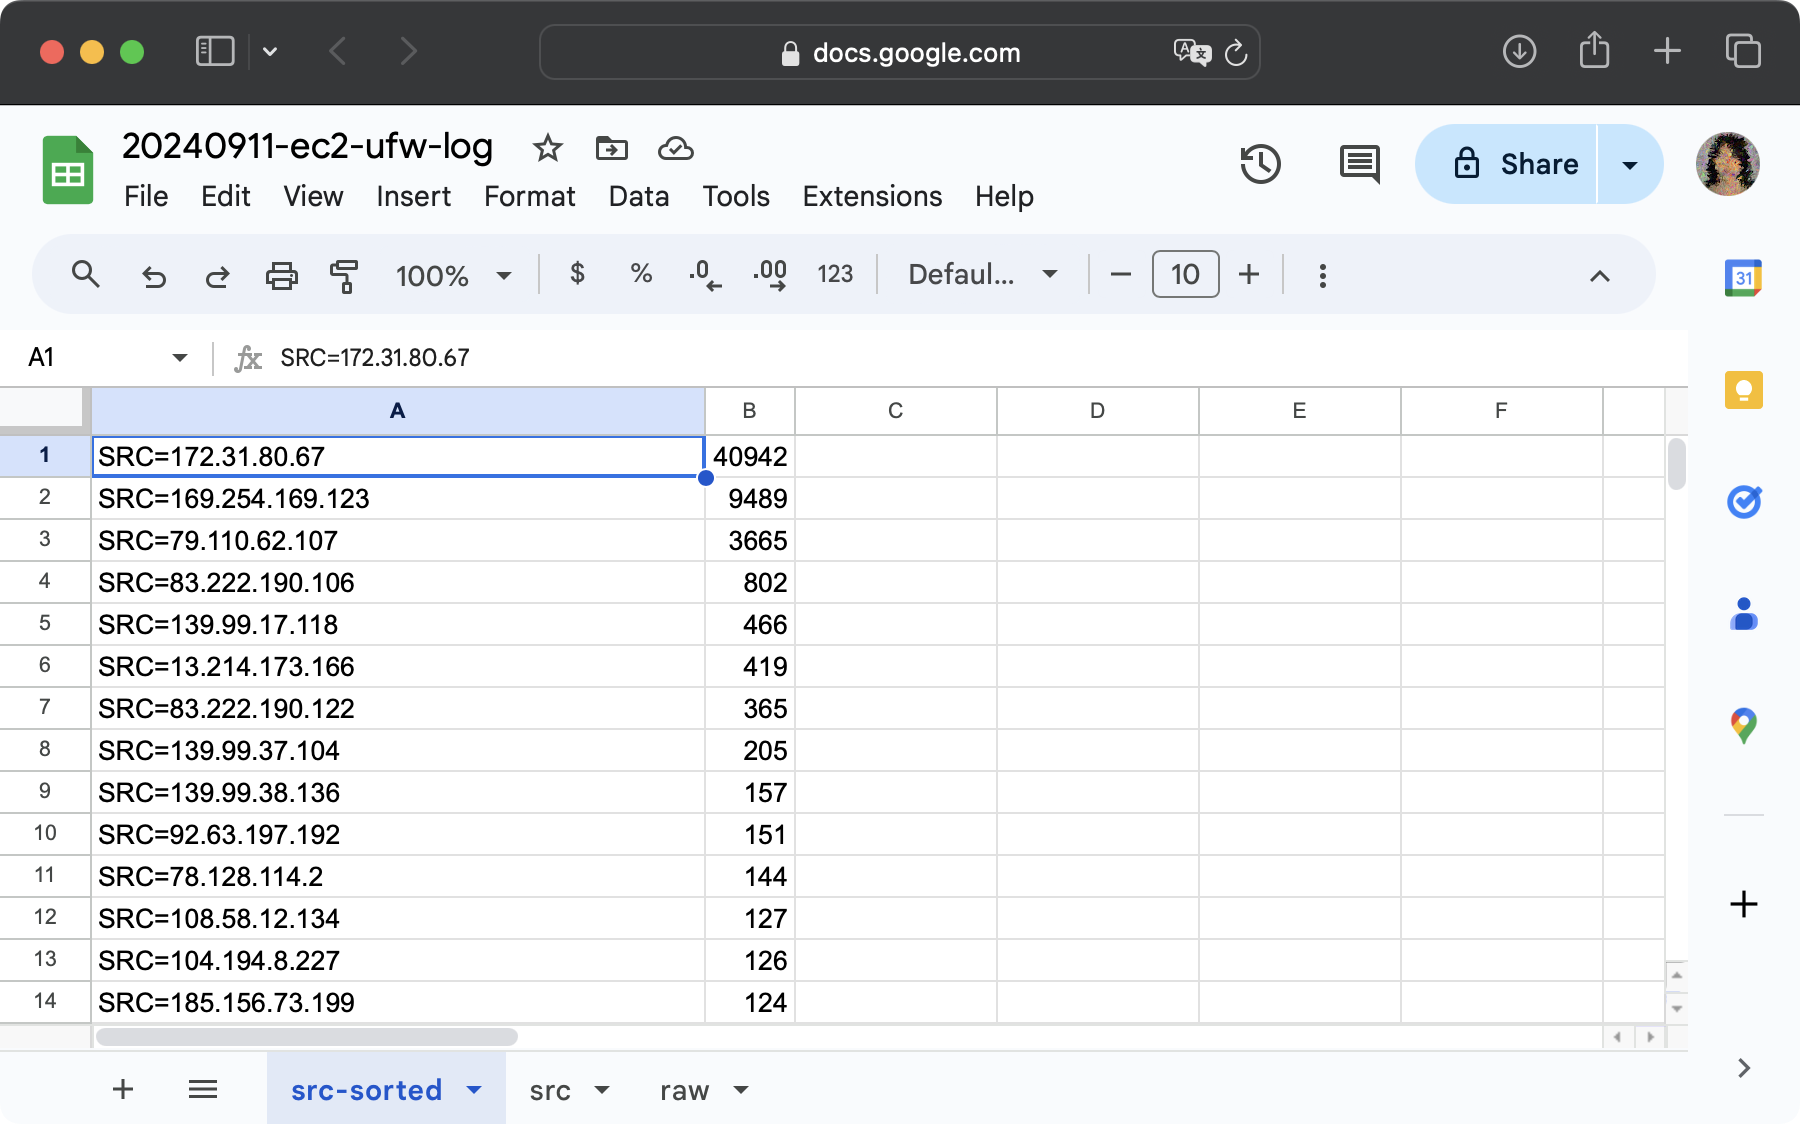 docs.google.com
20240911-ec2-ufw-log
File Edit View Insert Format Data Tools Extensions Help
Share
100% $ % .0 .00 123 Defaul... 10
31
A1 fx SRC=172.31.80.67
A B C D E F
1 SRC=172.31.80.67 40942
2 SRC=169.254.169.123 9489
3 SRC=79.110.62.107 3665
4 SRC=83.222.190.106 802
5 SRC=139.99.17.118 466
6 SRC=13.214.173.166 419
7 SRC=83.222.190.122 365
8 SRC=139.99.37.104 205
9 SRC=139.99.38.136 157
10 SRC=92.63.197.192 151
11 SRC=78.128.114.2 144
12 SRC=108.58.12.134 127
13 SRC=104.194.8.227 126
14 SRC=185.156.73.199 124
src-sorted src raw